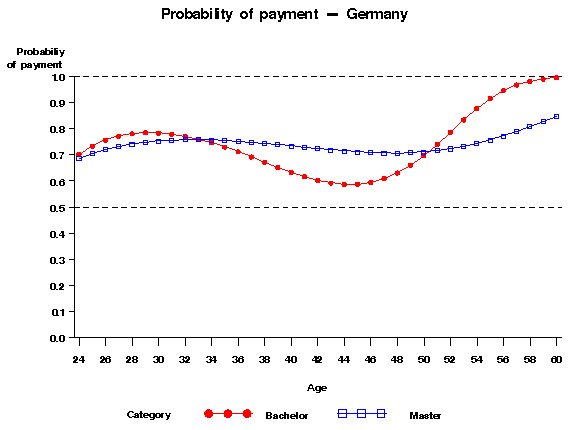 Probability of payment – Germany
Probabiliy
of payment
1.0
0.9
0.8
0.7
0.6
0.5
0.4
0.3
0.2
0.1
0.0
24 26 28 30 32 34 36 38 40 42 44 46 48 50 52 54 56 58 60
Age
Category Bachelor Master